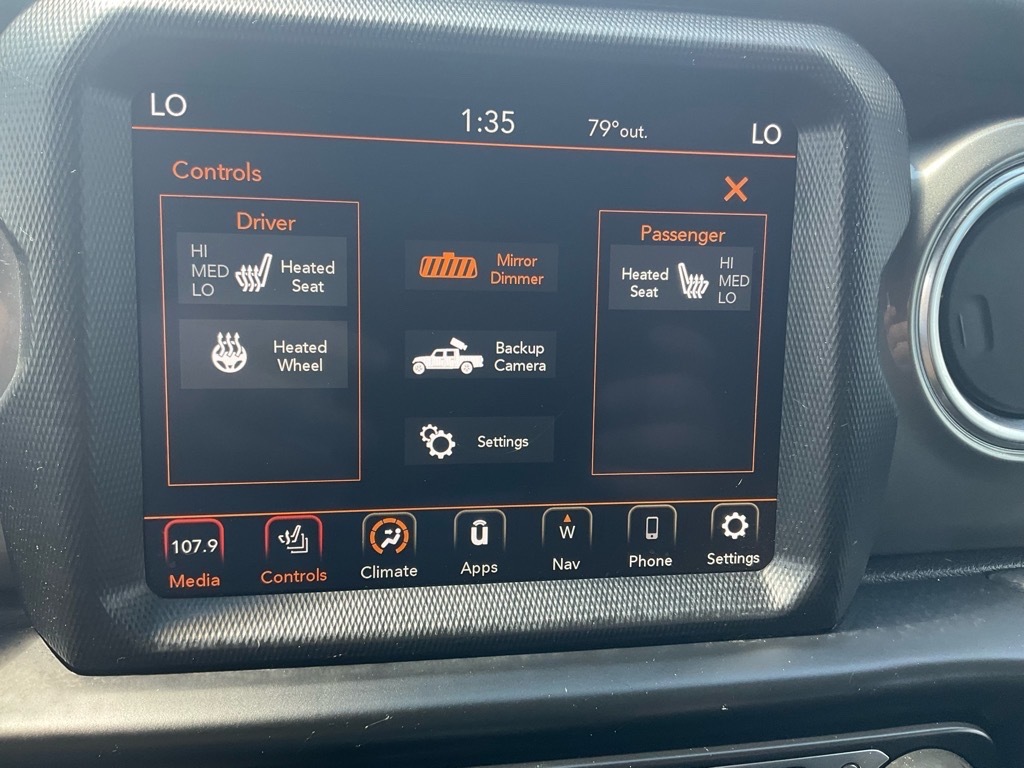 LO 1:35 79°out. LO
Controls
Driver
HI
MED
LO
Heated
Seat
Heated
Wheel
Mirror
Dimmer
Backup
Camera
Settings
Passenger
Heated
Seat
HI
MED
LO
107.9
Media
Controls
Climate
u
Apps
W
Nav
Phone
Settings